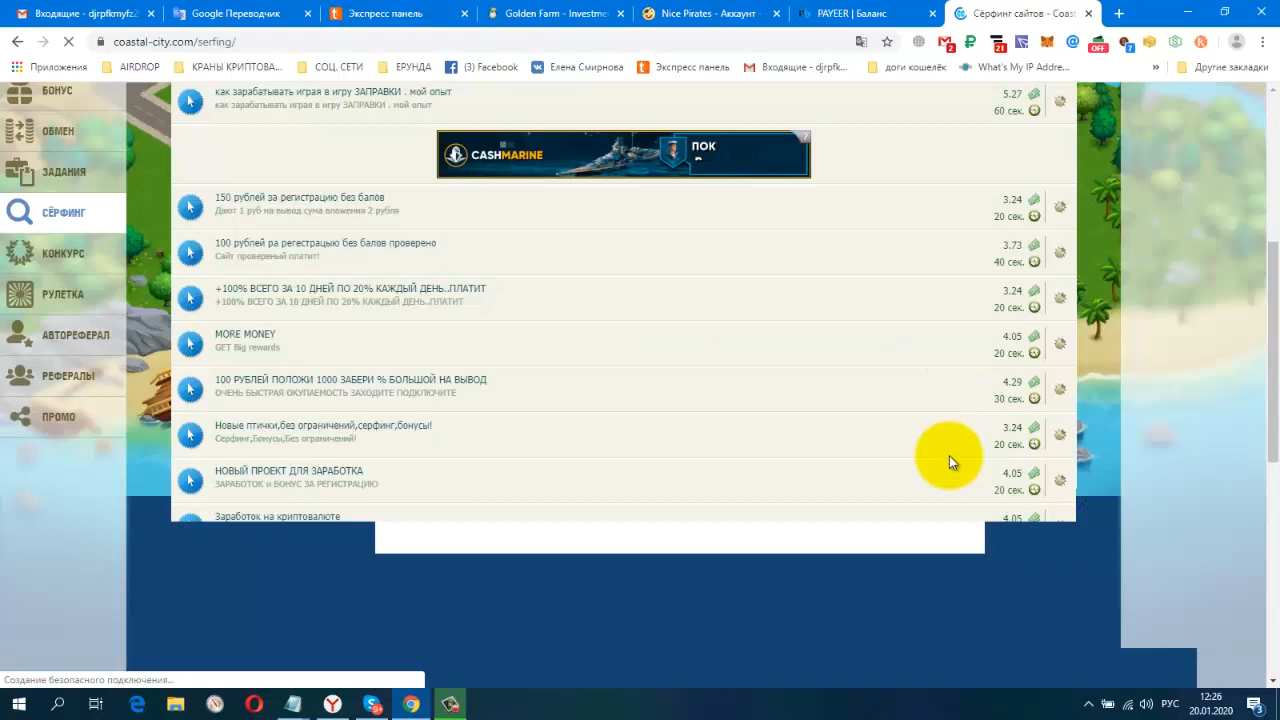 Входящие - djrpfkmyfz2
Google Переводчик
Экспресс панель
Golden Farm - Investme
Nice Pirates - Аккаунт -
PAYEER | Баланс
Сёрфинг сайтов - Coast
coastal-city.com/serfing/
2
21
OFF
7
Приложения
AIRDROP
КРАНЫ КРИПТОВА...
СОЦ. СЕТИ
ЕРУНДА
(3) Facebook
Елена Смирнова
Экспресс панель
Входящие - djrpfk...
доги кошелёк
What's My IP Addre...
»
Другие закладки
БОНУС
ОБМЕН
ЗАДАНИЯ
СЁРФИНГ
КОНКУРС
РУЛЕТКА
АВТОРЕФЕРАЛ
РЕФЕРАЛЫ
ПРОМО
как зарабатывать играя в игру ЗАПРАВКИ . мой опыт
5.27
как зарабатывать играя в игру ЗАПРАВКИ . мой опыт
60 сек.
CASHMARINE
ПОК
?
150 рублей за регистрацию без балов
3.24
Дают 1 руб на вывод сума вложения 2 рубля
20 сек.
100 рублей ра регестрацыю без балов проверено
3.73
Сайт провереный платит!
40 сек.
+100% ВСЕГО ЗА 10 ДНЕЙ ПО 20% КАЖДЫЙ ДЕНЬ..ПЛАТИТ
3.24
+100% ВСЕГО ЗА 10 ДНЕЙ ПО 20% КАЖДЫЙ ДЕНЬ..ПЛАТИТ
20 сек.
MORE MONEY
4.05
GET Big rewards
20 сек.
100 РУБЛЕЙ ПОЛОЖИ 1000 ЗАБЕРИ % БОЛЬШОЙ НА ВЫВОД
4.29
ОЧЕНЬ БЫСТРАЯ ОКУПАЕМОСТЬ ЗАХОДИТЕ ПОДКЛЮЧИТЕ
30 сек.
Новые птички,без ограничений,серфинг,бонусы!
3.24
Серфинг,Бонусы,Без ограничений!
20 сек.
НОВЫЙ ПРОЕКТ ДЛЯ ЗАРАБОТКА
4.05
ЗАРАБОТОК и БОНУС ЗА РЕГИСТРАЦИЮ
20 сек.
Заработок на криптовалюте
4.05
Создание безопасного подключения...
9+
РУС
12:26
20.01.2020
3